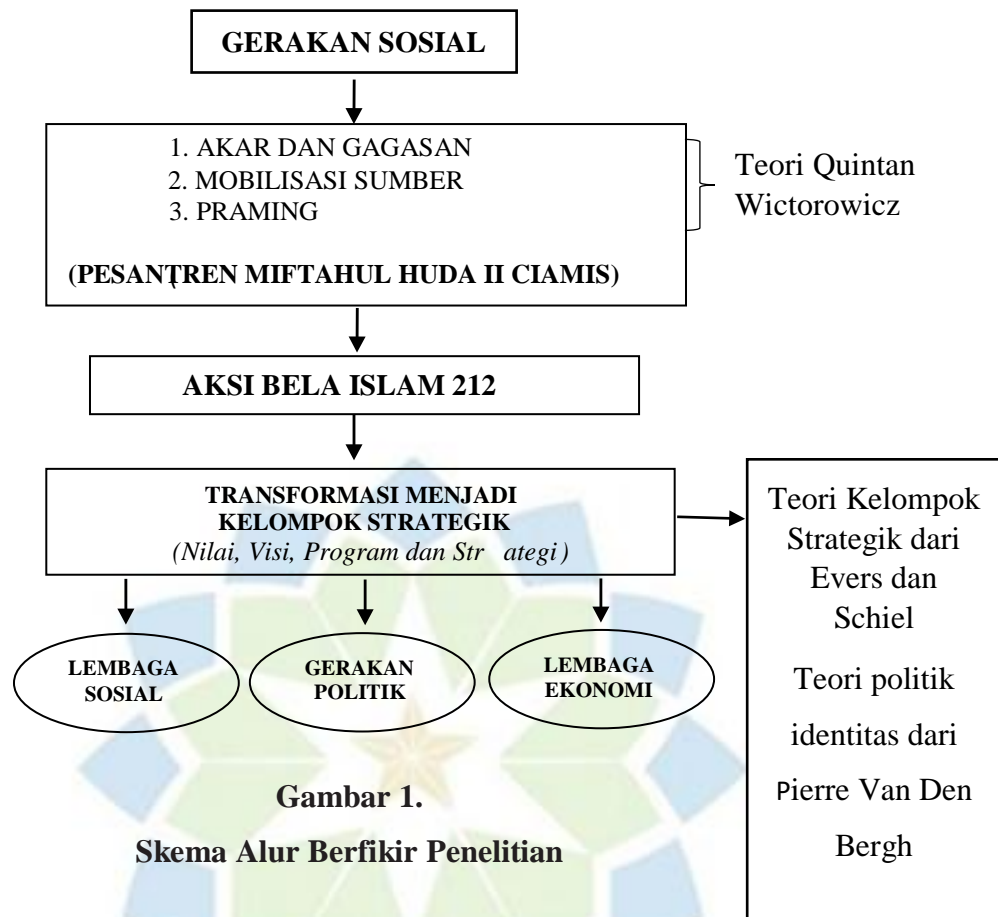 GERAKAN SOSIAL
1. AKAR DAN GAGASAN
2. MOBILISASI SUMBER
3. PRAMING
(PESANTREN MIFTAHUL HUDA II CIAMIS)
Teori Quintan
Wictorowicz
AKSI BELA ISLAM 212
TRANSFORMASI MENJADI
KELOMPOK STRATEGIK
(Nilai, Visi, Program dan Str ategi)
LEMBAGA
SOSIAL
GERAKAN
POLITIK
LEMBAGA
EKONOMI
Teori Kelompok
Strategik dari
Evers dan
Schiel
Teori politik
identitas dari
Pierre Van Den
Bergh
Gambar 1.
Skema Alur Berfikir Penelitian